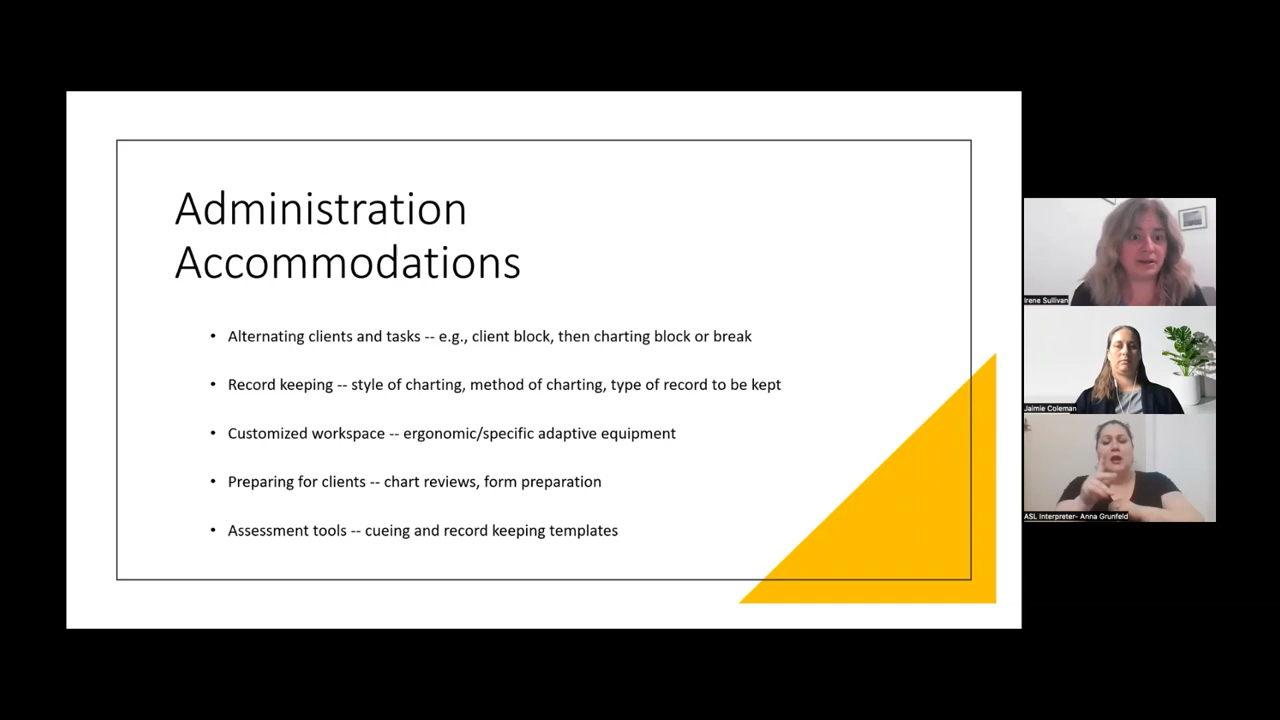 Administration
Accommodations
• Alternating clients and tasks -- e.g., client block, then charting block or break
• Record keeping -- style of charting, method of charting, type of record to be kept
• Customized workspace -- ergonomic/specific adaptive equipment
• Preparing for clients -- chart reviews, form preparation
• Assessment tools -- cueing and record keeping templates
Irene Sullivan
Jaimie Coleman
ASL Interpreter- Anna Grunfeld